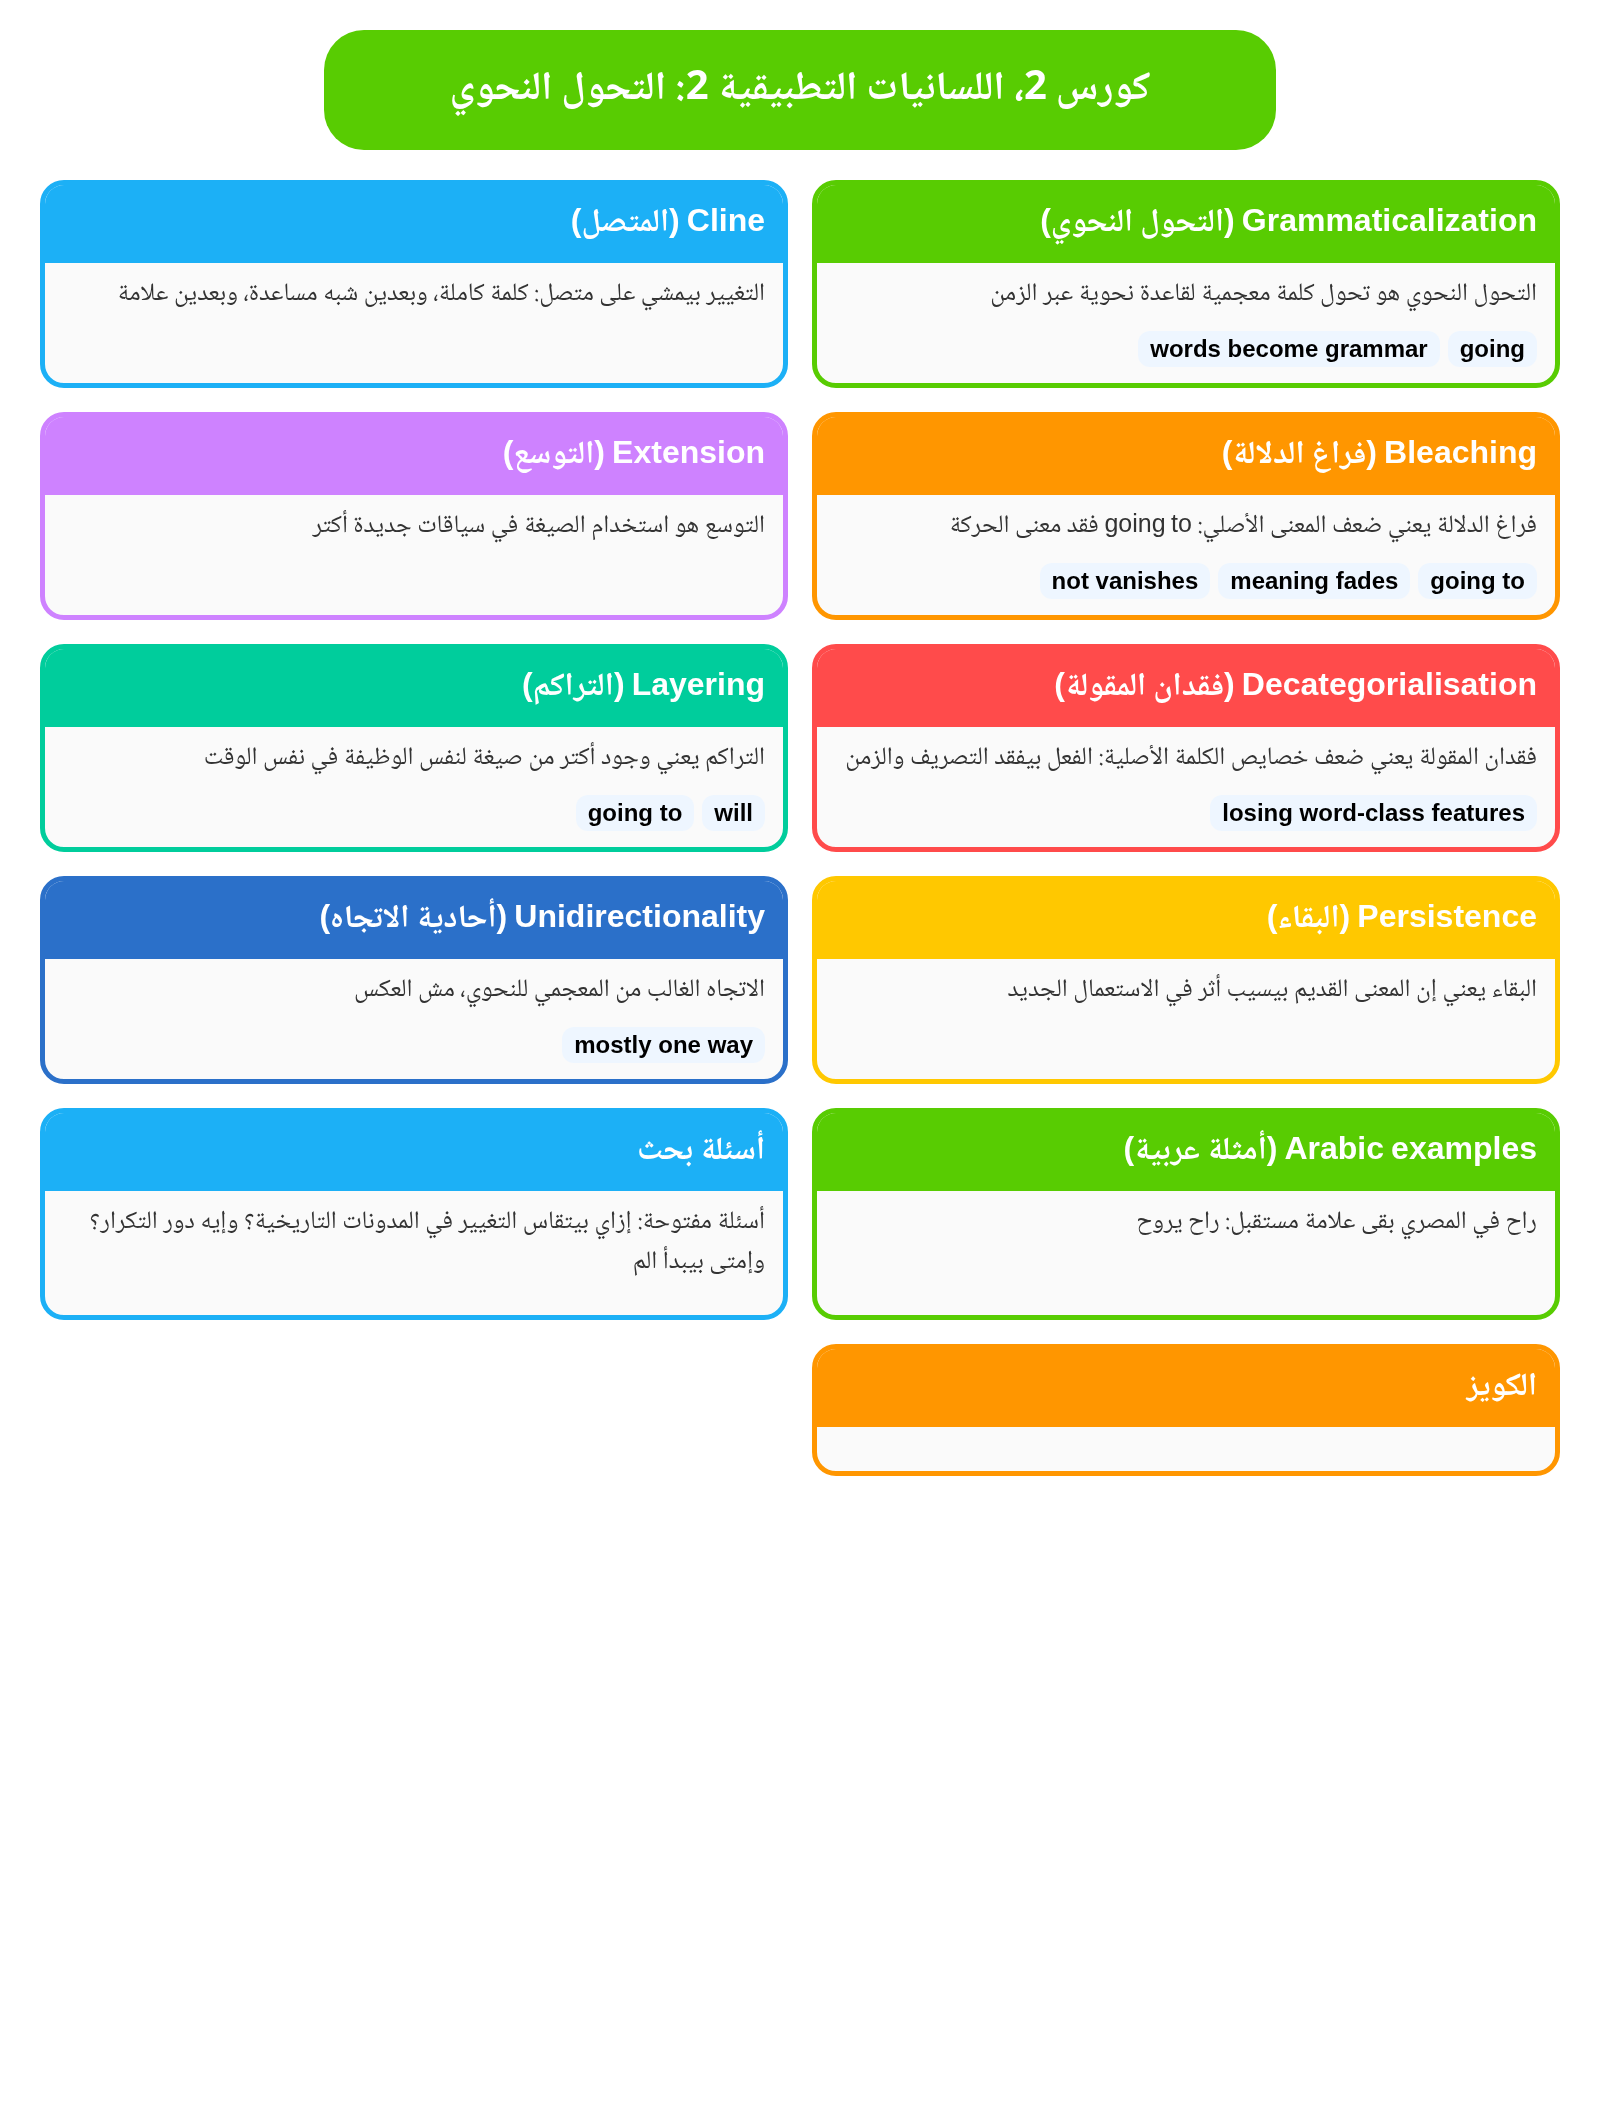 كورس 2، اللسانيات التطبيقية 2: التحول النحوي
Grammaticalization (التحول النحوي)
التحول النحوي هو تحول كلمة معجمية لقاعدة نحوية عبر الزمن
going words become grammar
Cline (المتصل)
التغيير بيمشي على متصل: كلمة كاملة، وبعدين شبه مساعدة، وبعدين علامة
Bleaching (فراغ الدلالة)
فراغ الدلالة يعني ضعف المعنى الأصلي: going to فقد معنى الحركة
going to meaning fades not vanishes
Extension (التوسع)
التوسع هو استخدام الصيغة في سياقات جديدة أكتر
Decategorialisation (فقدان المقولة)
فقدان المقولة يعني ضعف خصايص الكلمة الأصلية: الفعل بيفقد التصريف والزمن
losing word-class features
Layering (التراكم)
التراكم يعني وجود أكتر من صيغة لنفس الوظيفة في نفس الوقت
will going to
Persistence (البقاء)
البقاء يعني إن المعنى القديم بيسيب أثر في الاستعمال الجديد
Unidirectionality (أحادية الاتجاه)
الاتجاه الغالب من المعجمي للنحوي، مش العكس
mostly one way
Arabic examples (أمثلة عربية)
راح في المصري بقى علامة مستقبل: راح يروح
أسئلة بحث
أسئلة مفتوحة: إزاي بيتقاس التغيير في المدونات التاريخية؟ وإيه دور التكرار؟
وإمتى بيبدأ الم
الكويز